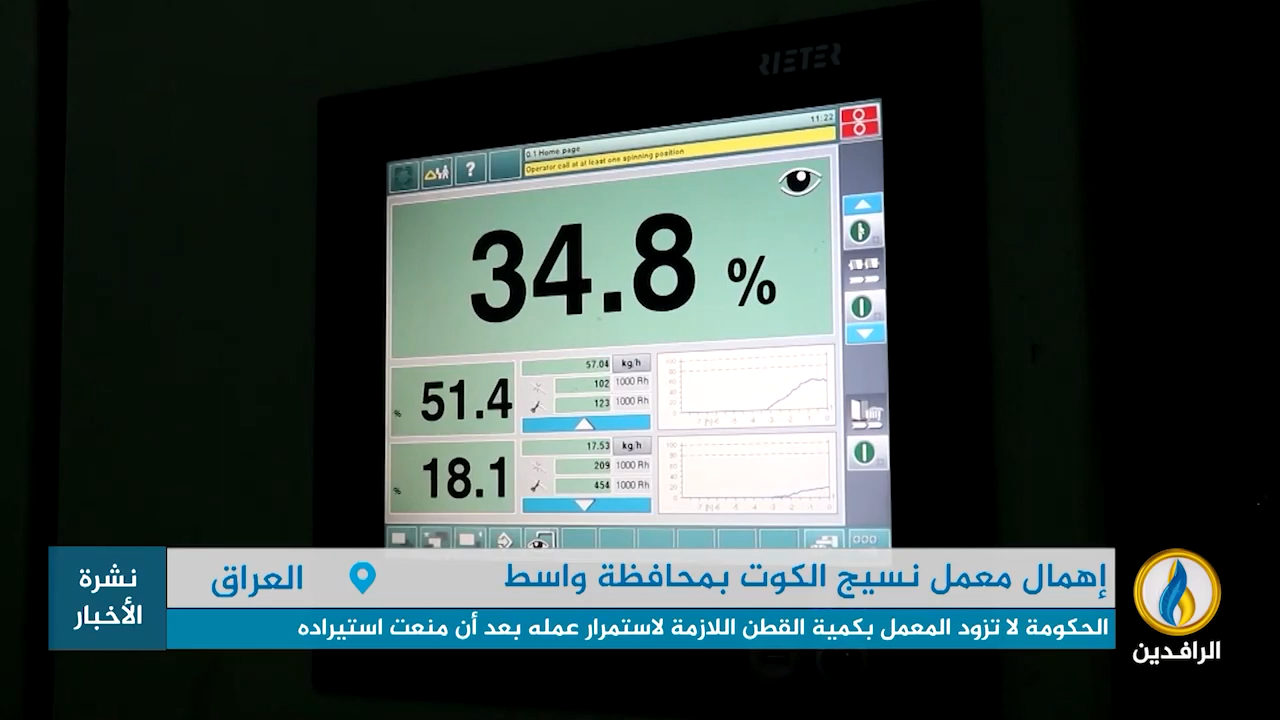 RIETER
11:22
0.1 Home page
Operator call at at least one spinning position
?
34.8 %
% 51.4
57.04 kg/h
102 1000 Rh
123 1000 Rh
% 18.1
17.53 kg/h
209 1000 Rh
454 1000 Rh
إهمال معمل نسيج الكوت بمحافظة واسط
العراق
نشرة
الأخبار
الحكومة لا تزود المعمل بكمية القطن اللازمة لاستمرار عمله بعد أن منعت استيراده
الرافدين